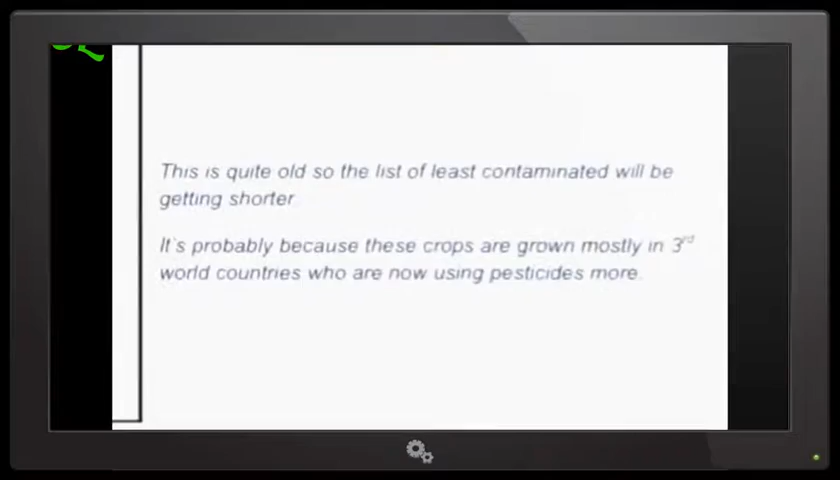 This is quite old so the list of least contaminated will be
getting shorter
It's probably because these crops are grown mostly in 3rd
world countries who are now using pesticides more.